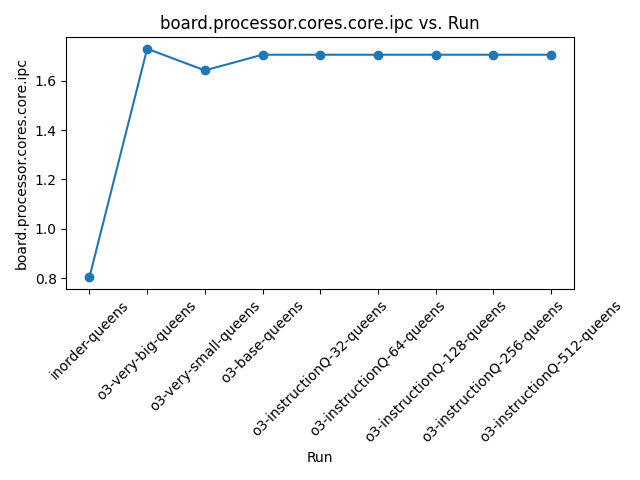 board.processor.cores.core.ipc vs. Run
board.processor.cores.core.ipc
1.6
1.4
1.2
1.0
0.8
inorder-queens
o3-very-big-queens
o3-very-small-queens
o3-base-queens
o3-instructionQ-32-queens
o3-instructionQ-64-queens
o3-instructionQ-128-queens
o3-instructionQ-256-queens
o3-instructionQ-512-queens
Run